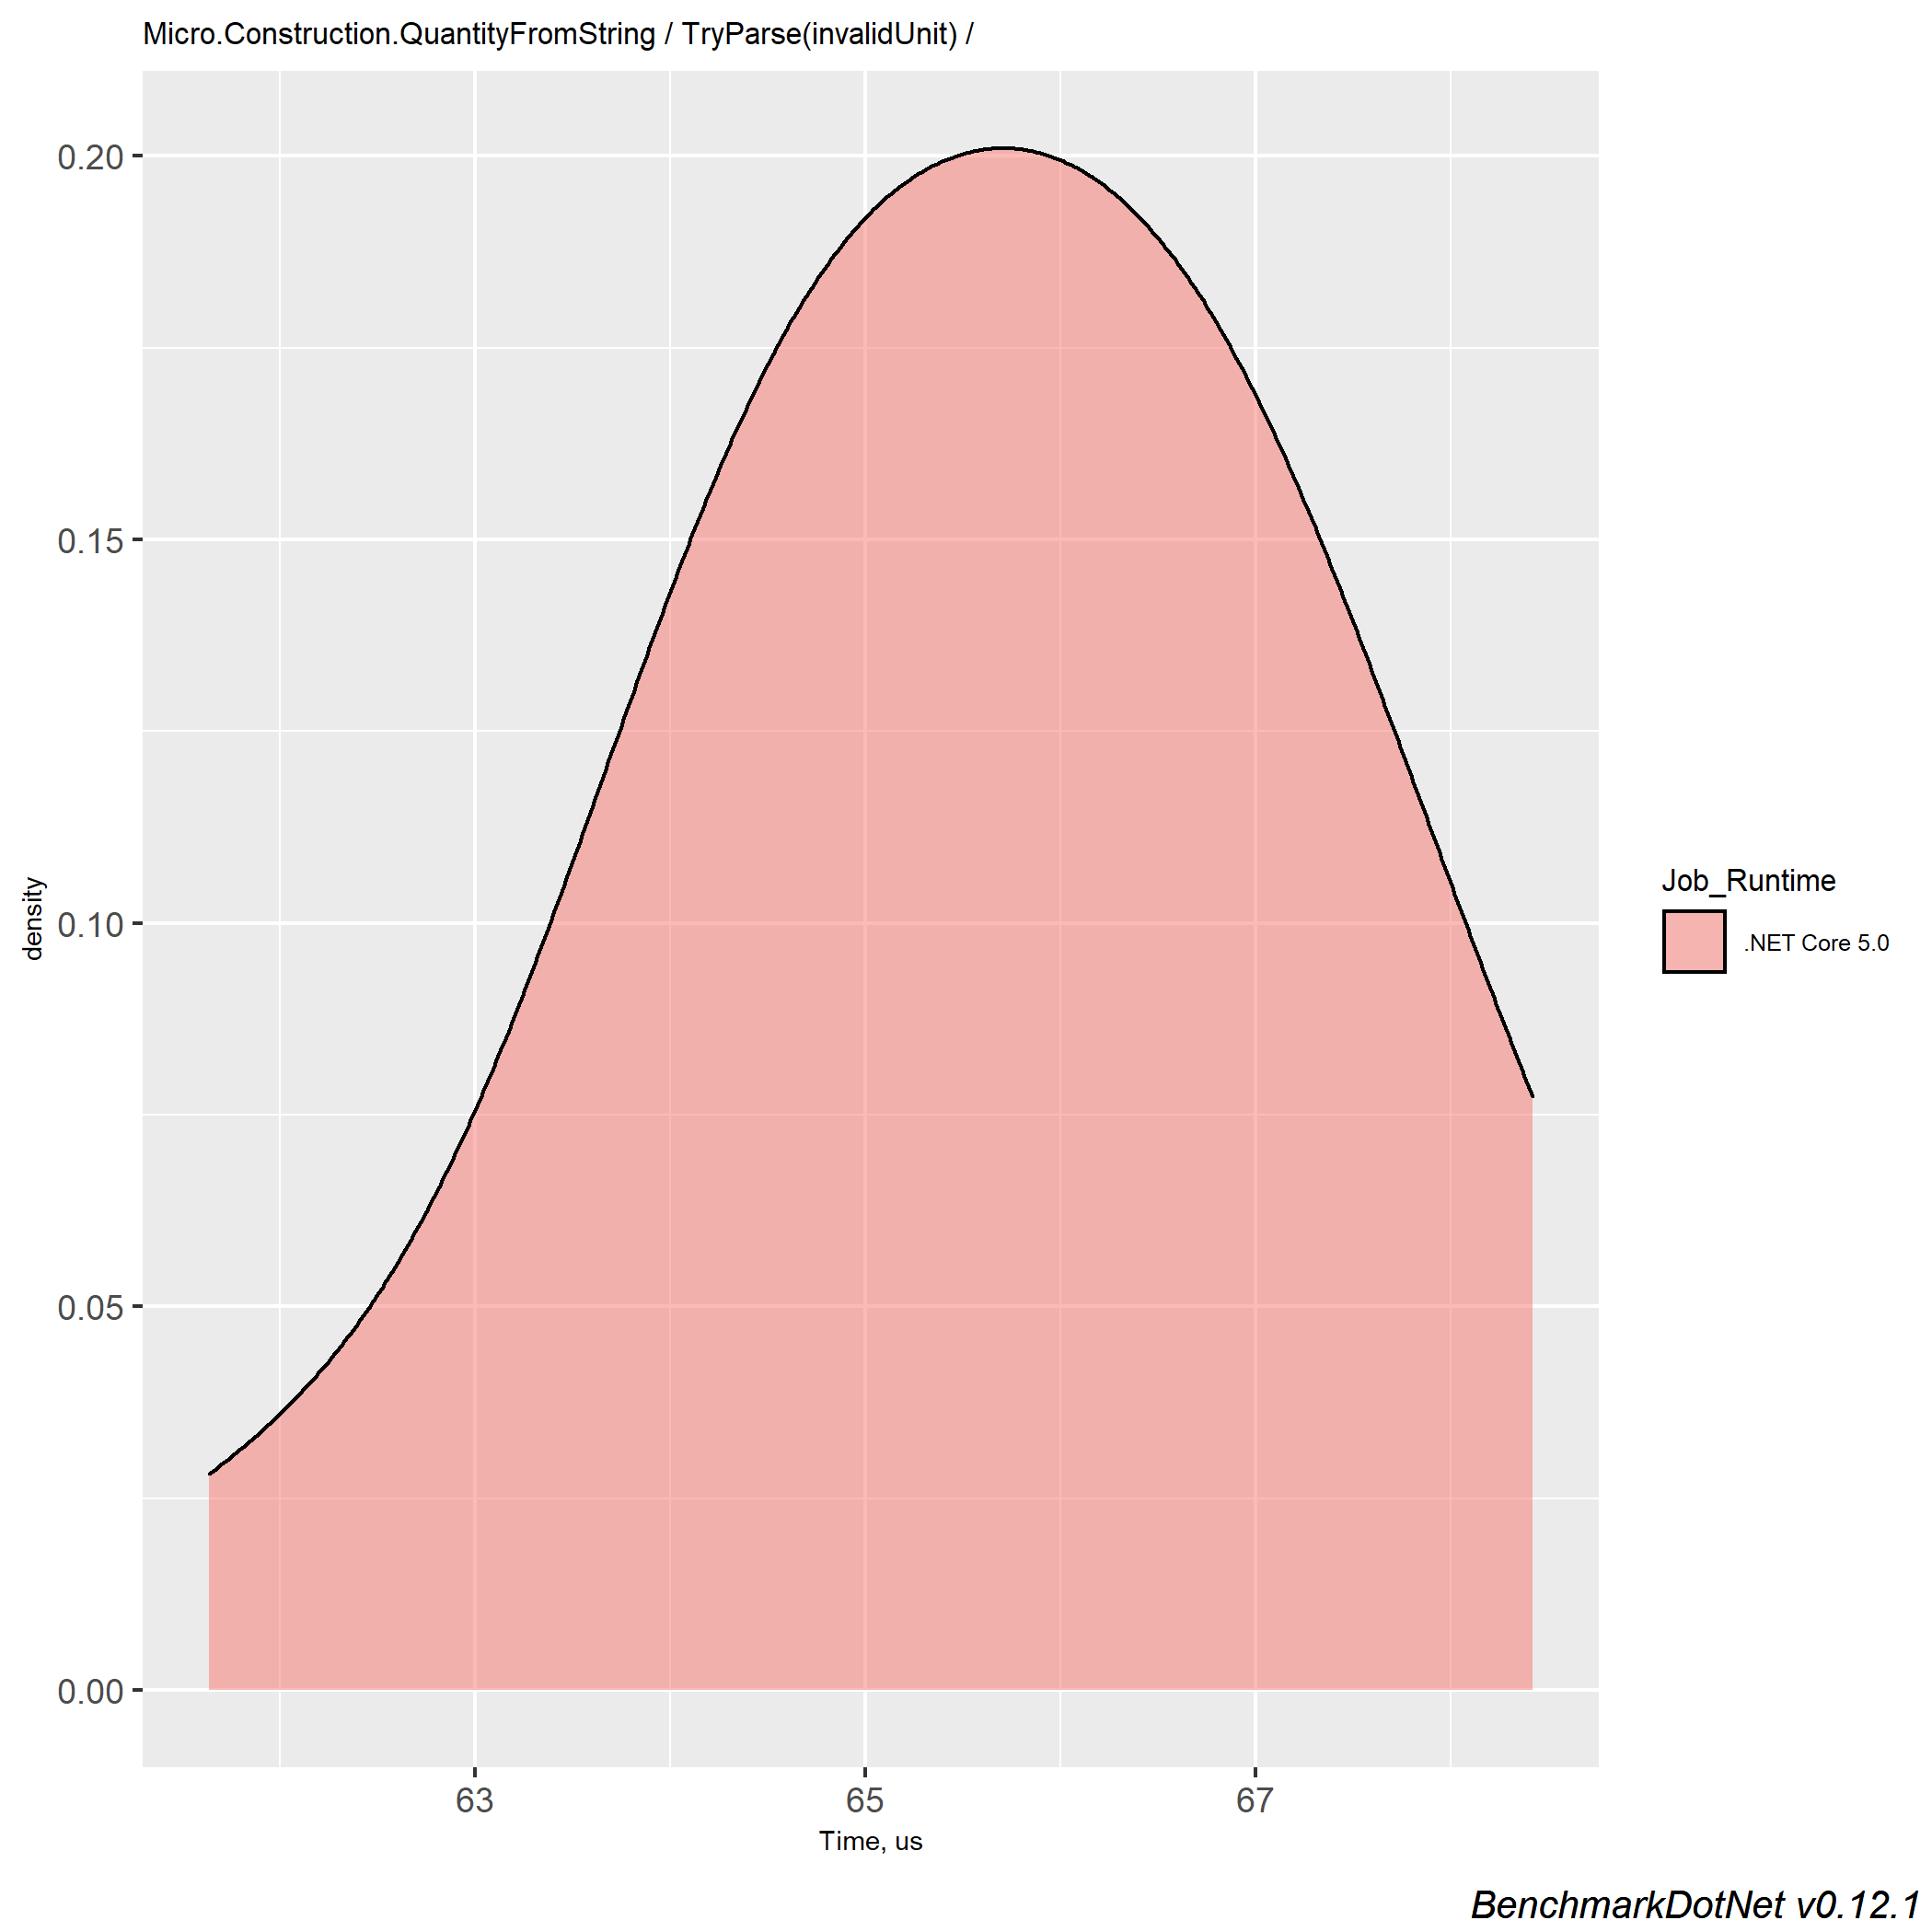 Micro.Construction.QuantityFromString / TryParse(invalidUnit) /
0.20
0.15
0.10
0.05
0.00
density
63 65 67
Time, us
Job_Runtime
.NET Core 5.0
BenchmarkDotNet v0.12.1